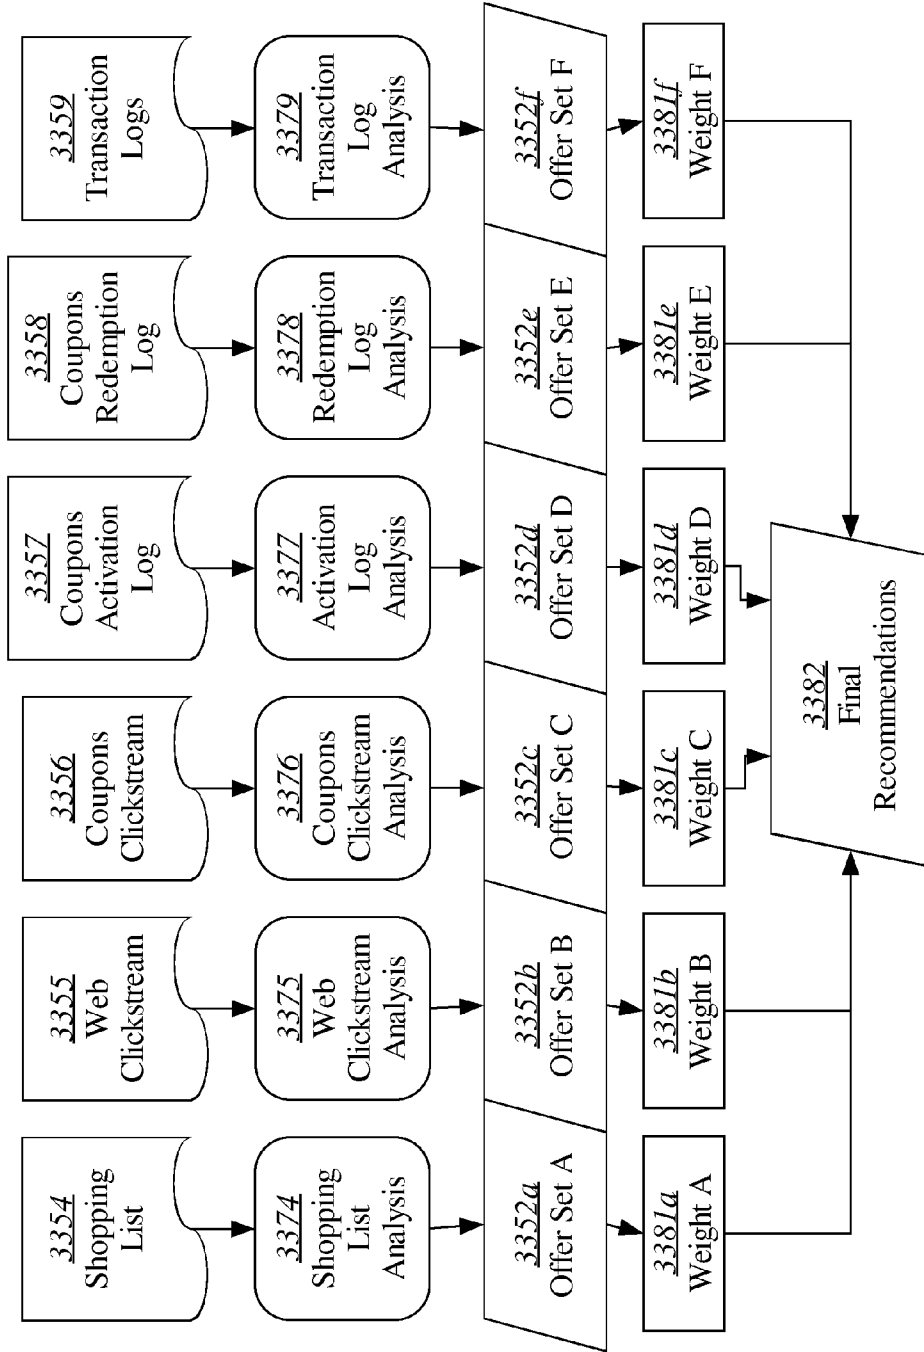 3354
Shopping
List
3355
Web
Clickstream
3356
Coupons
Clickstream
3357
Coupons
Activation
Log
3358
Coupons
Redemption
Log
3359
Transaction
Logs
3374
Shopping
List
Analysis
3375
Web
Clickstream
Analysis
3376
Coupons
Clickstream
Analysis
3377
Activation
Log
Analysis
3378
Redemption
Log
Analysis
3379
Transaction
Log
Analysis
3352a
Offer Set A
3352b
Offer Set B
3352c
Offer Set C
3352d
Offer Set D
3352e
Offer Set E
3352f
Offer Set F
3381a
Weight A
3381b
Weight B
3381c
Weight C
3381d
Weight D
3381e
Weight E
3381f
Weight F
3382
Final
Recommendations